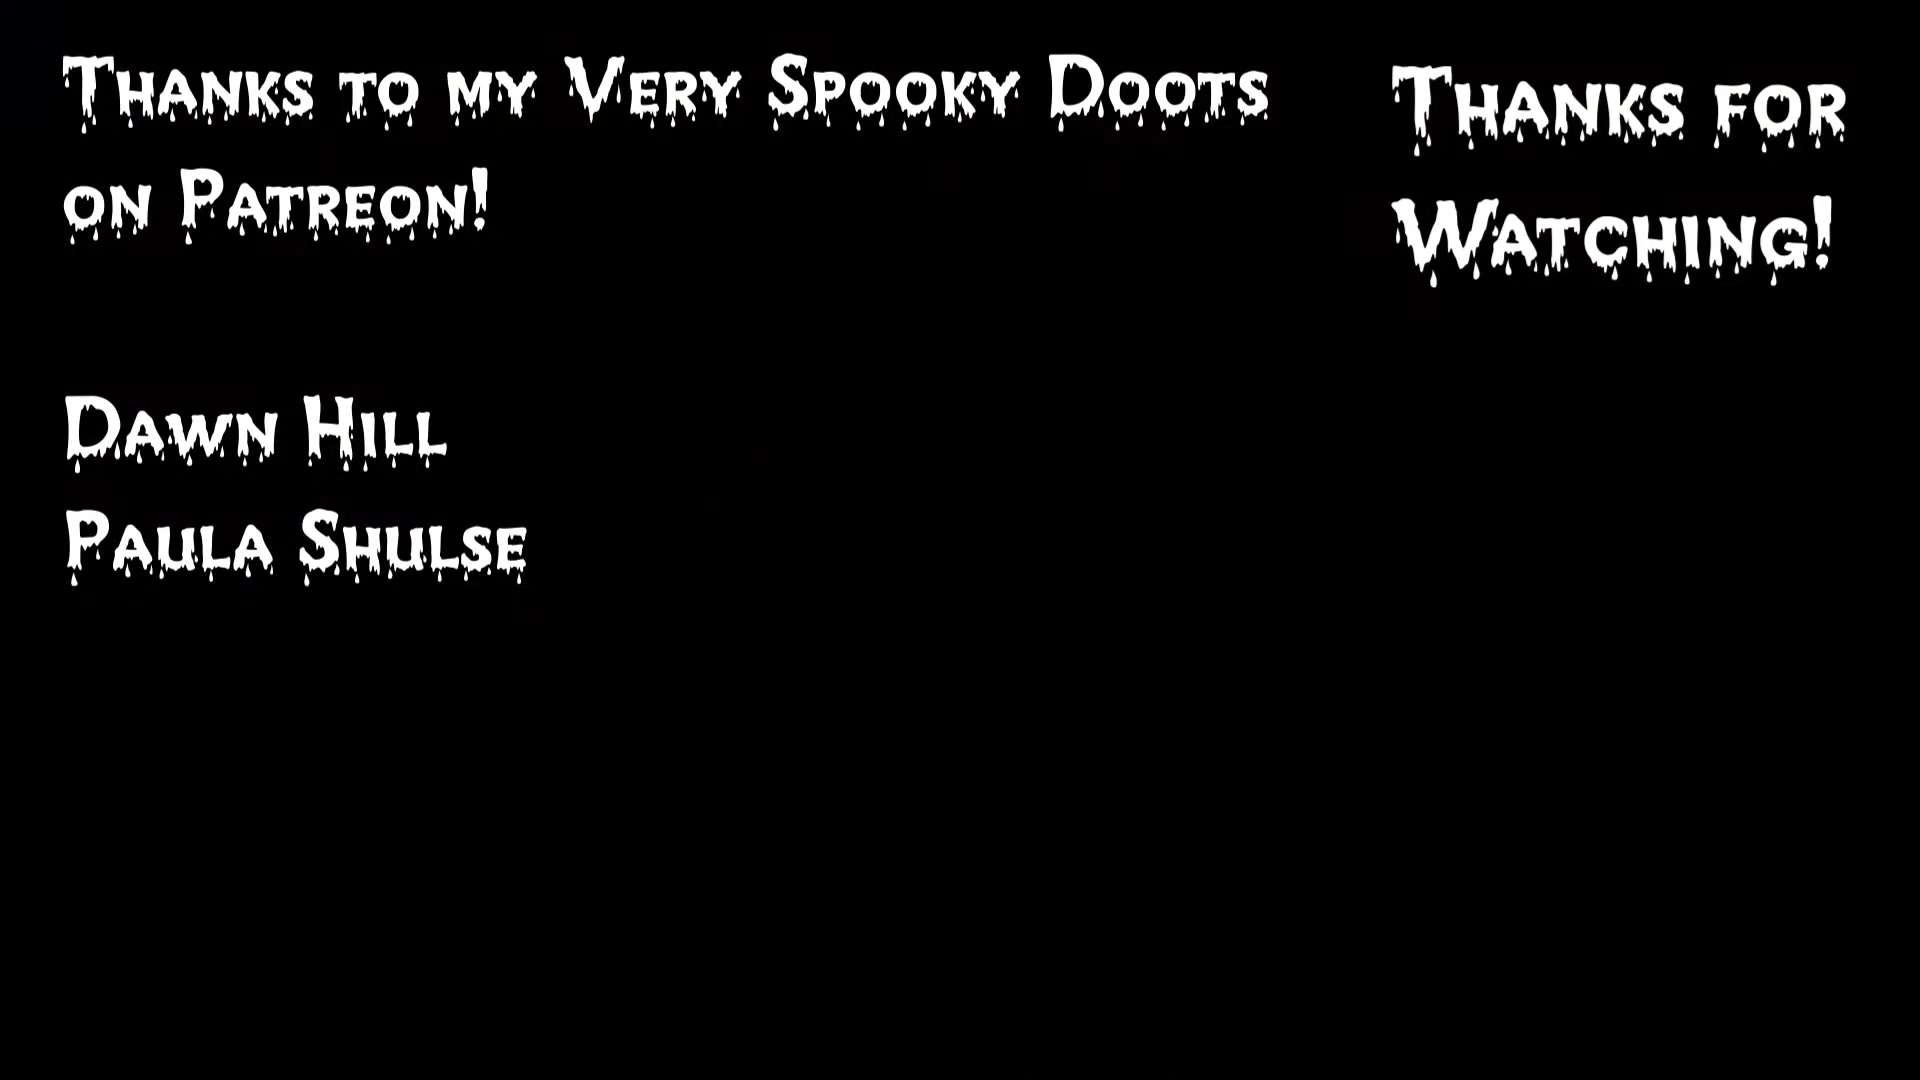 Thanks to my Very Spooky Doots
on Patreon!
Dawn Hill
Paula Shulse
Thanks for
Watching!